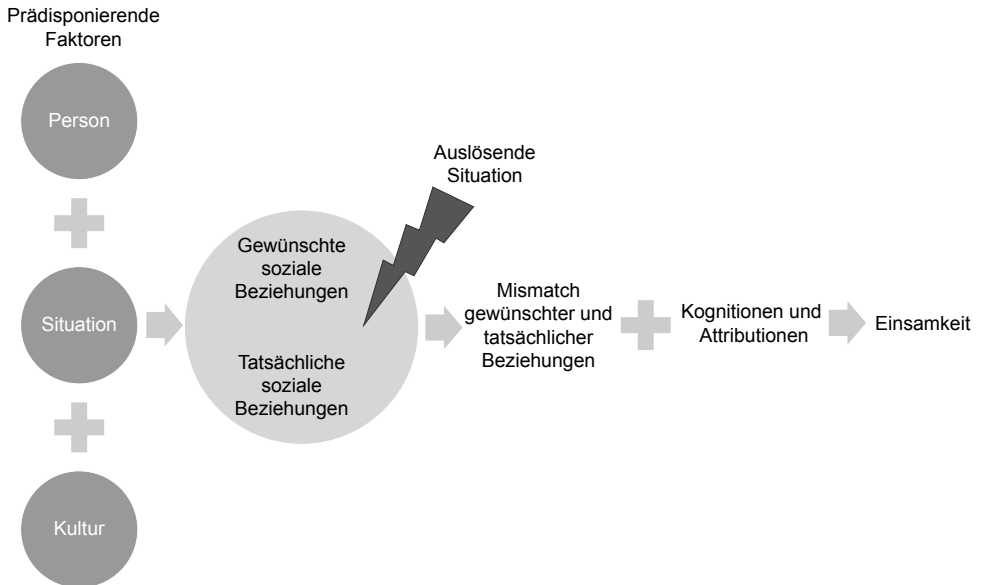 Prädisponierende
Faktoren
Person
Situation
Kultur
Gewünschte
soziale
Beziehungen
Tatsächliche
soziale
Beziehungen
Auslösende
Situation
Mismatch
gewünschter und
tatsächlicher
Beziehungen
Kognitionen und
Attributionen
Einsamkeit